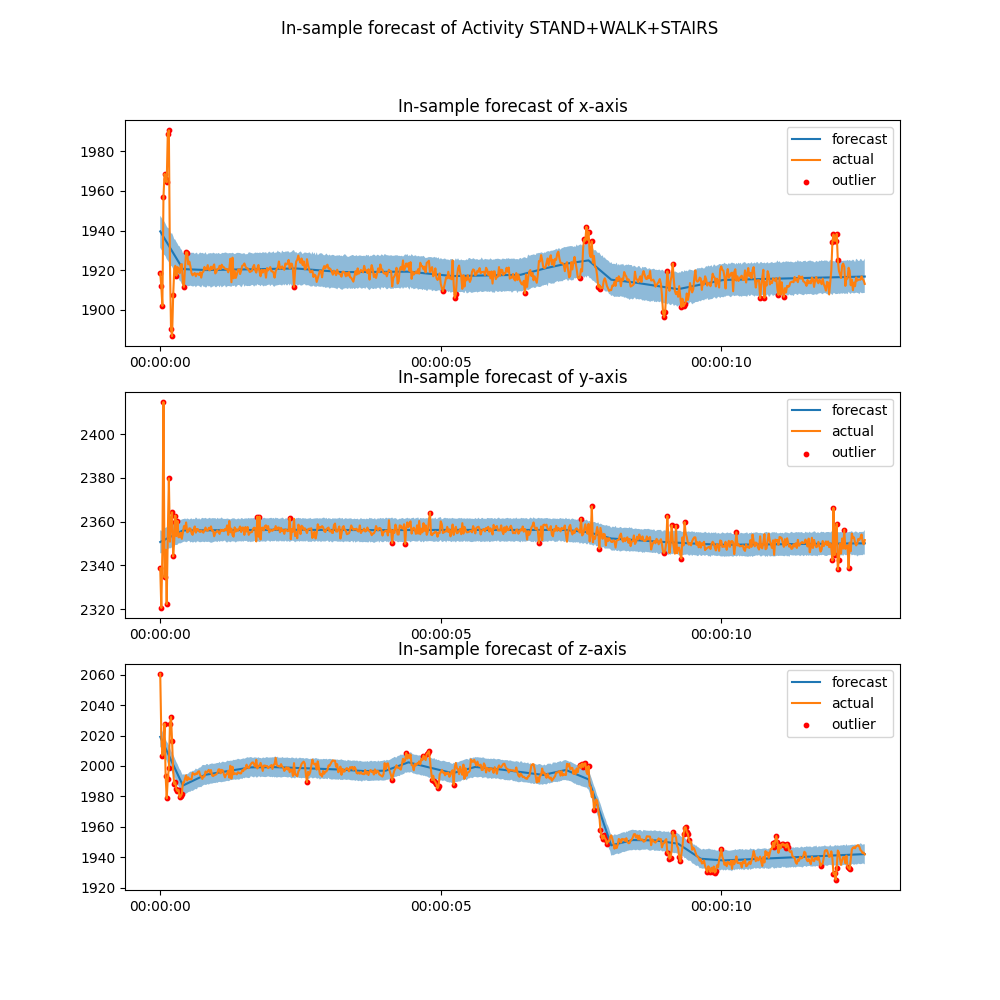 In-sample forecast of Activity STAND+WALK+STAIRS
In-sample forecast of x-axis
forecast
actual
outlier
1980
1960
1940
1920
1900
00:00:00
00:00:05
00:00:10
In-sample forecast of y-axis
forecast
actual
outlier
2400
2380
2360
2340
2320
00:00:00
00:00:05
00:00:10
In-sample forecast of z-axis
forecast
actual
outlier
2060
2040
2020
2000
1980
1960
1940
1920
00:00:00
00:00:05
00:00:10